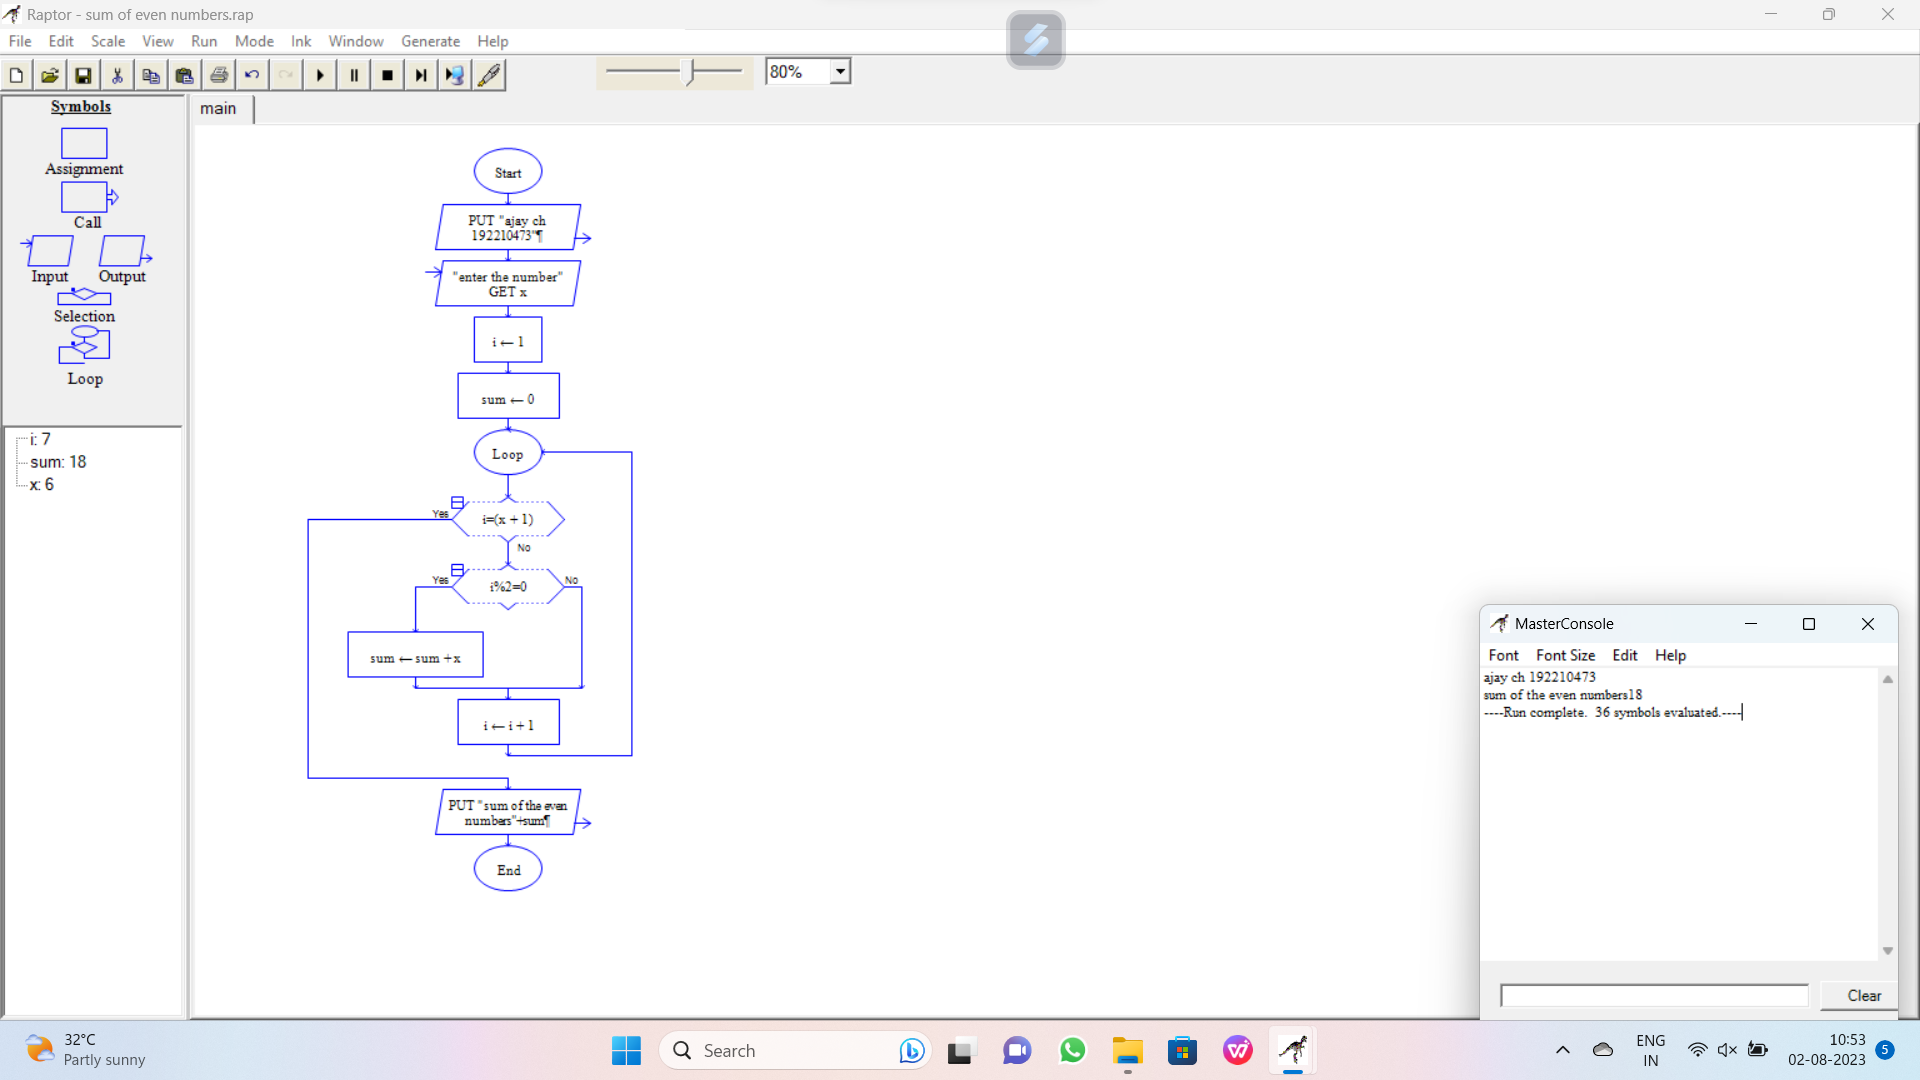 Raptor - sum of even numbers.rap
File Edit Scale View Run Mode Ink Window Generate Help
80%
Symbols
Assignment
Call
Input Output
Selection
Loop
i: 7
sum: 18
x: 6
main
Start
PUT "ajay ch
192210473"¶
"enter the number"
GET x
i ← 1
sum ← 0
Loop
Yes
i=(x + 1)
No
Yes
i%2=0
No
sum ← sum +x
i ← i + 1
PUT "sum of the even
numbers"+sum¶
End
MasterConsole
Font Font Size Edit Help
ajay ch 192210473
sum of the even numbers18
----Run complete.  36 symbols evaluated.----
Clear
32°C
Partly sunny
Search
ENG
IN
10:53
02-08-2023
5